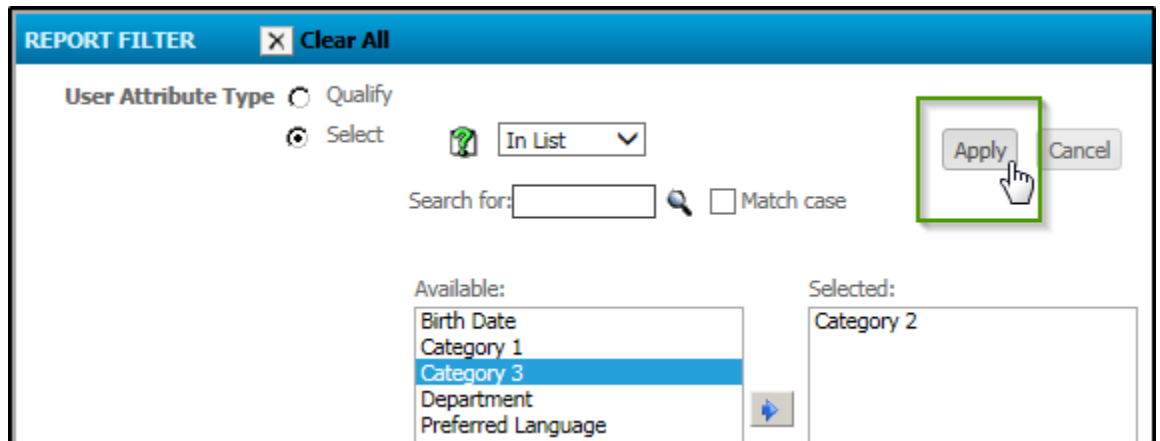 REPORT FILTER X Clear All
User Attribute Type Qualify
Select ? In List
Apply Cancel
Search for: Match case
Available: Selected:
Birth Date Category 2
Category 1
Category 3
Department
Preferred Language